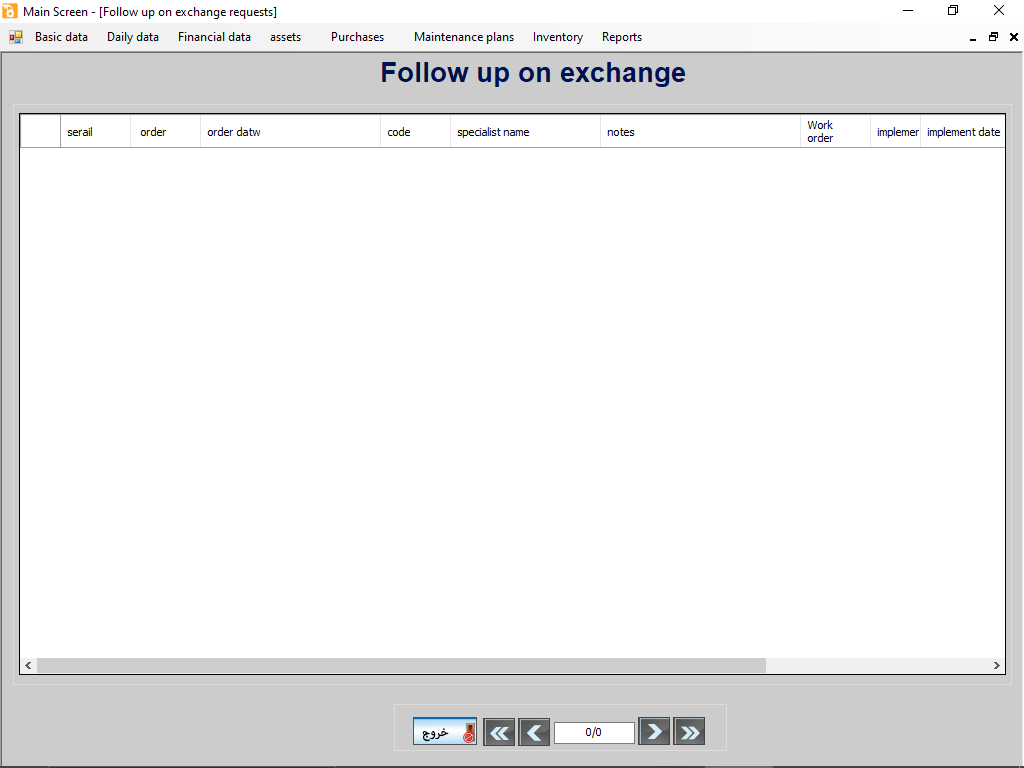 Main Screen - [Follow up on exchange requests]
Basic data Daily data Financial data assets Purchases Maintenance plans Inventory Reports
Follow up on exchange
serail order order datw code specialist name notes Work order implemer implement date
خروج 0/0